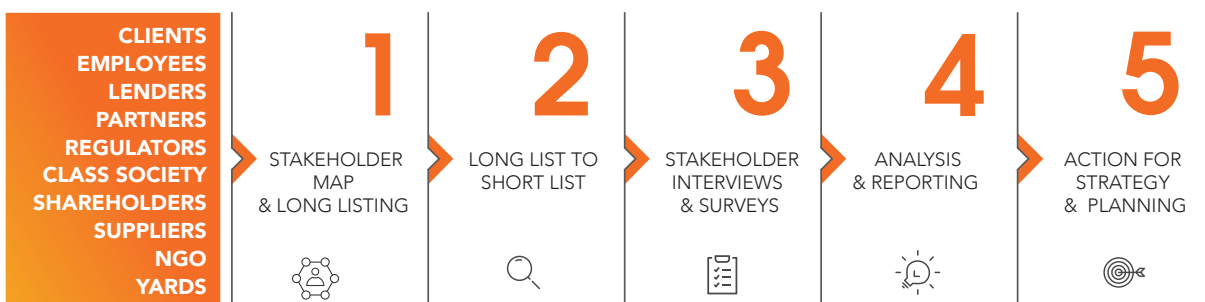 CLIENTS
EMPLOYEES
LENDERS
PARTNERS
REGULATORS
CLASS SOCIETY
SHAREHOLDERS
SUPPLIERS
NGO
YARDS
1
STAKEHOLDER
MAP
& LONG LISTING
2
LONG LIST TO
SHORT LIST
3
STAKEHOLDER
INTERVIEWS
& SURVEYS
4
ANALYSIS
& REPORTING
5
ACTION FOR
STRATEGY
& PLANNING